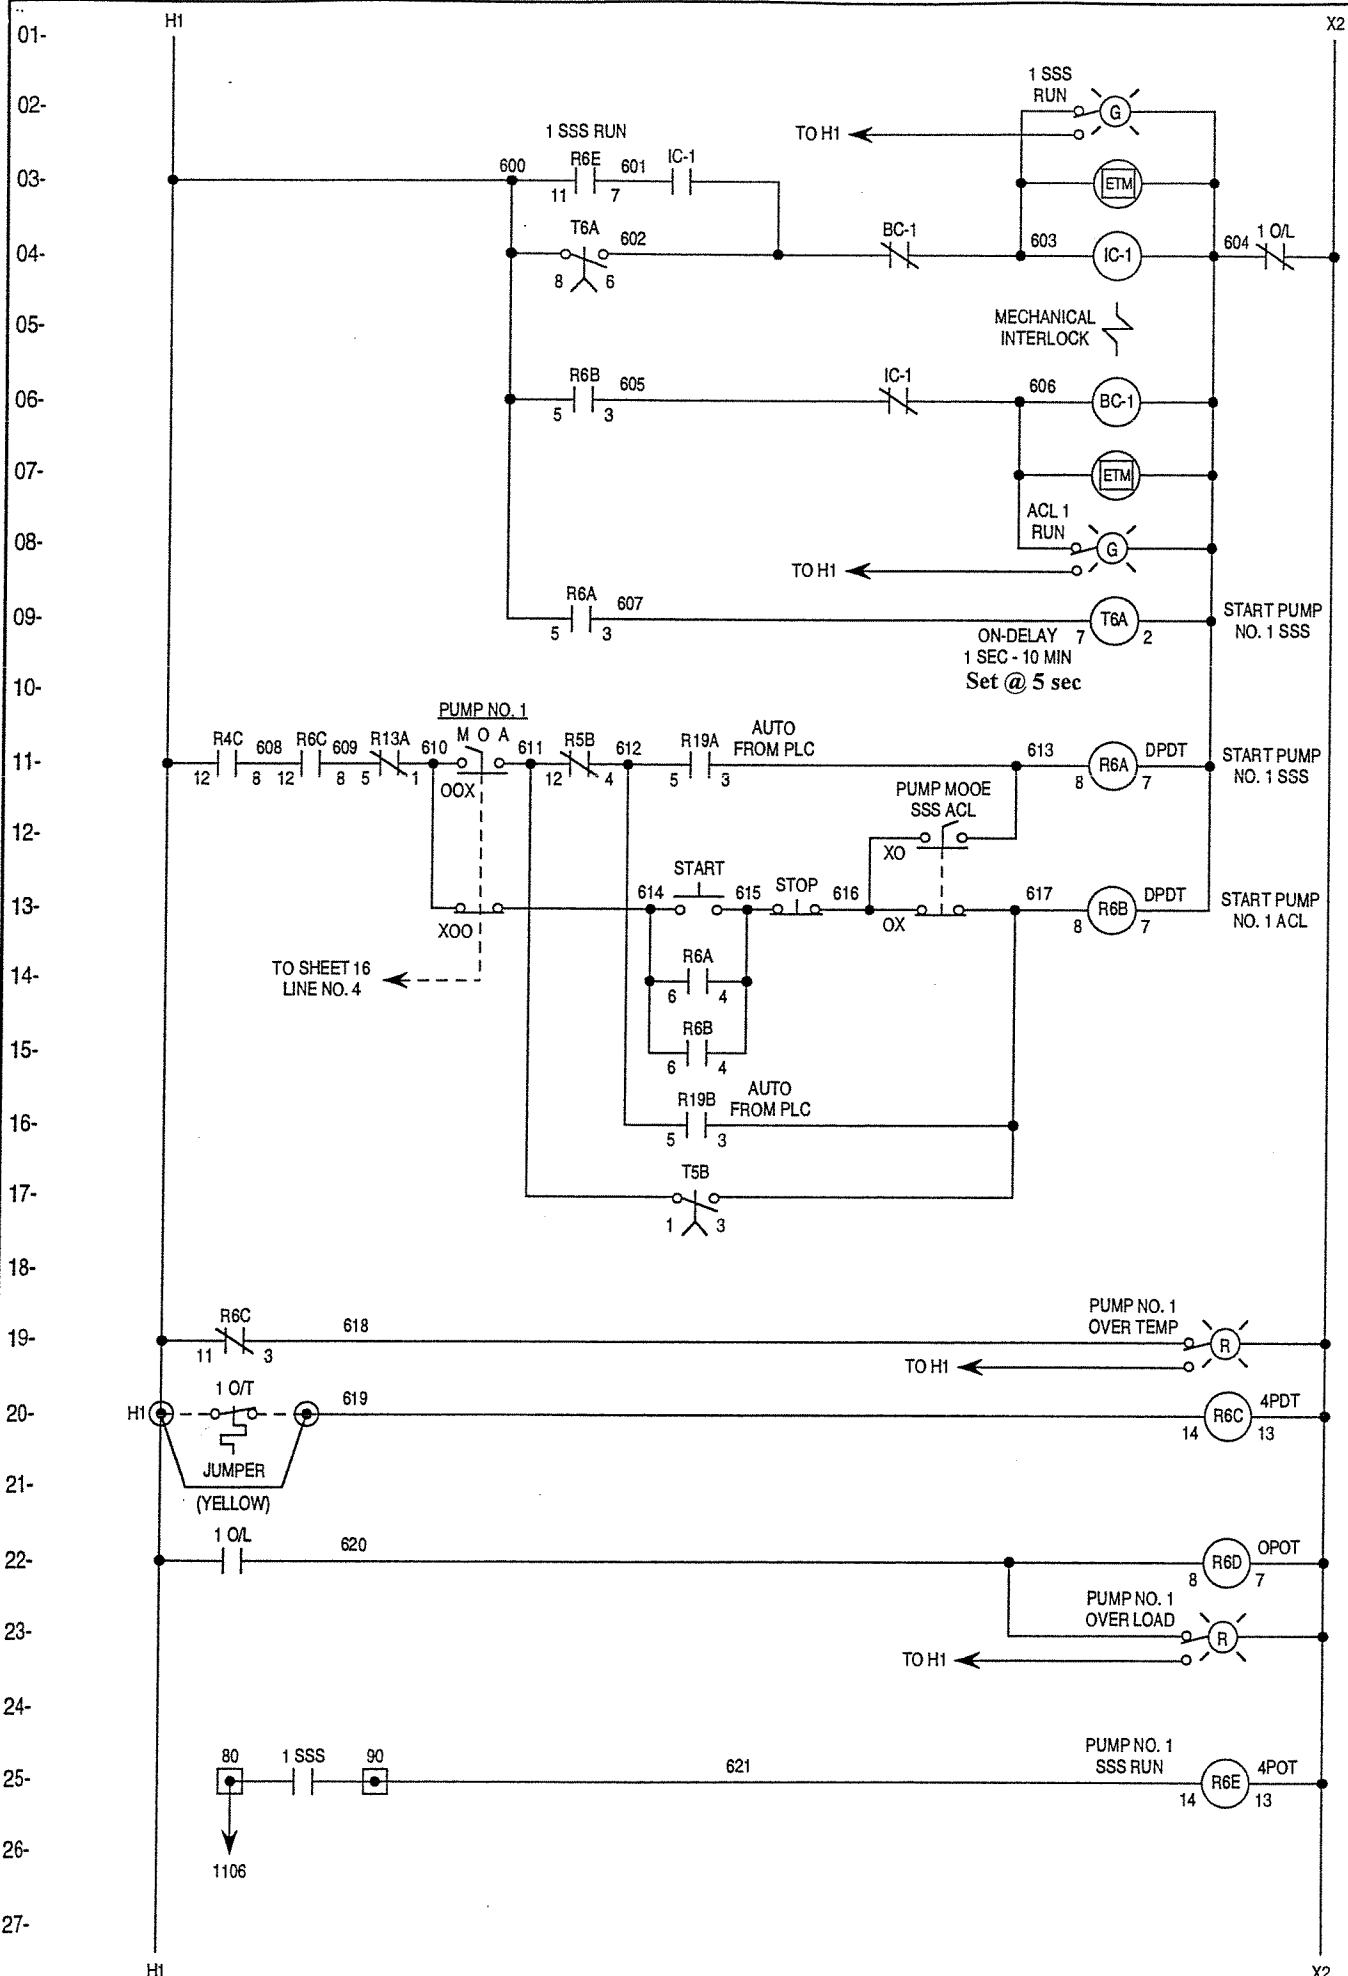 H1
X2
01-
1 SSS
RUN
02-
G
TO H1
1 SSS RUN
600
R6E
601
IC-1
03-
11
7
ETM
T6A
602
BC-1
603
604
1 O/L
04-
8
6
IC-1
05-
MECHANICAL
INTERLOCK
R6B
605
IC-1
606
06-
5
3
BC-1
07-
ETM
ACL 1
RUN
08-
G
TO H1
R6A
607
09-
5
3
T6A
7
2
START PUMP
NO. 1 SSS
ON-DELAY
1 SEC - 10 MIN
Set @ 5 sec
10-
PUMP NO. 1
M O A
AUTO
FROM PLC
R4C
608
R6C
609
R13A
610
611
R5B
612
R19A
613
DPDT
11-
12
8
12
8
5
1
OOX
12
4
5
3
R6A
8
7
START PUMP
NO. 1 SSS
PUMP MOOE
SSS ACL
12-
XO
START
614
615
STOP
616
617
DPDT
13-
XOO
OX
R6B
8
7
START PUMP
NO. 1 ACL
TO SHEET 16
LINE NO. 4
R6A
14-
6
4
R6B
15-
6
4
R19B
AUTO
FROM PLC
16-
5
3
T5B
17-
1
3
18-
R6C
618
PUMP NO. 1
OVER TEMP
19-
11
3
R
TO H1
1 O/T
619
4PDT
20-
H1
R6C
14
13
JUMPER
21-
(YELLOW)
1 O/L
620
OPOT
22-
R6D
8
7
PUMP NO. 1
OVER LOAD
23-
R
TO H1
24-
80
1 SSS
90
621
PUMP NO. 1
SSS RUN
4POT
25-
R6E
14
13
26-
1106
27-
H1
X2